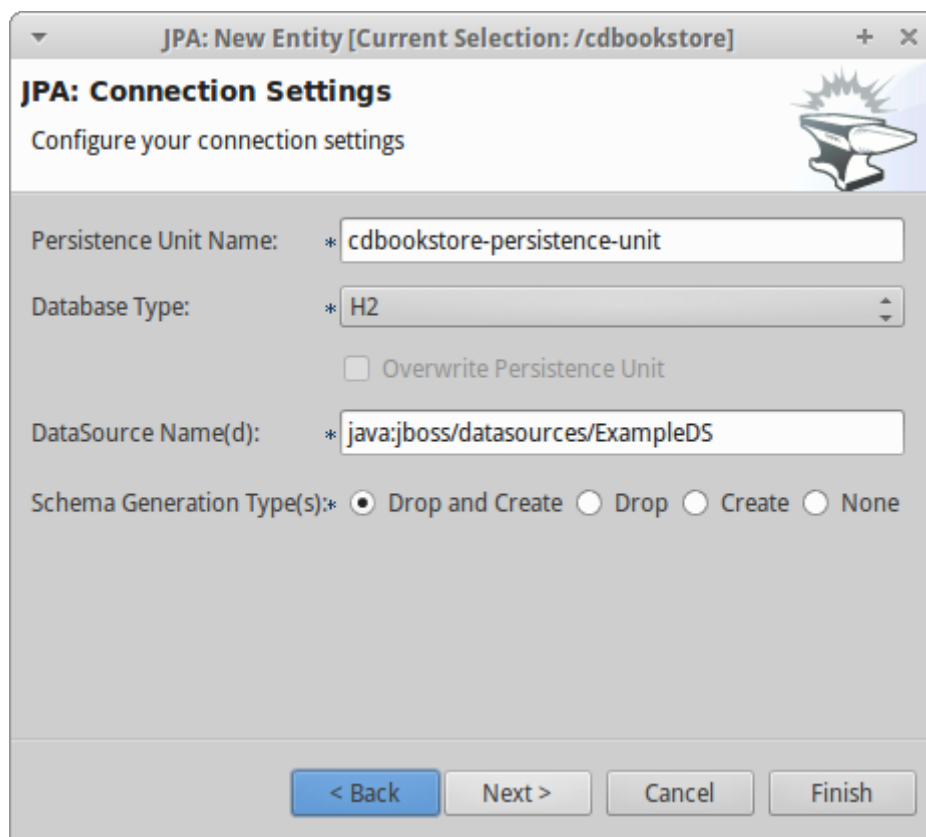 JPA: New Entity [Current Selection: /cdbookstore]
JPA: Connection Settings
Configure your connection settings
Persistence Unit Name: * cdbookstore-persistence-unit
Database Type: * H2
Overwrite Persistence Unit
DataSource Name(d): * java:jboss/datasources/ExampleDS
Schema Generation Type(s):* Drop and Create Drop Create None
< Back Next > Cancel Finish